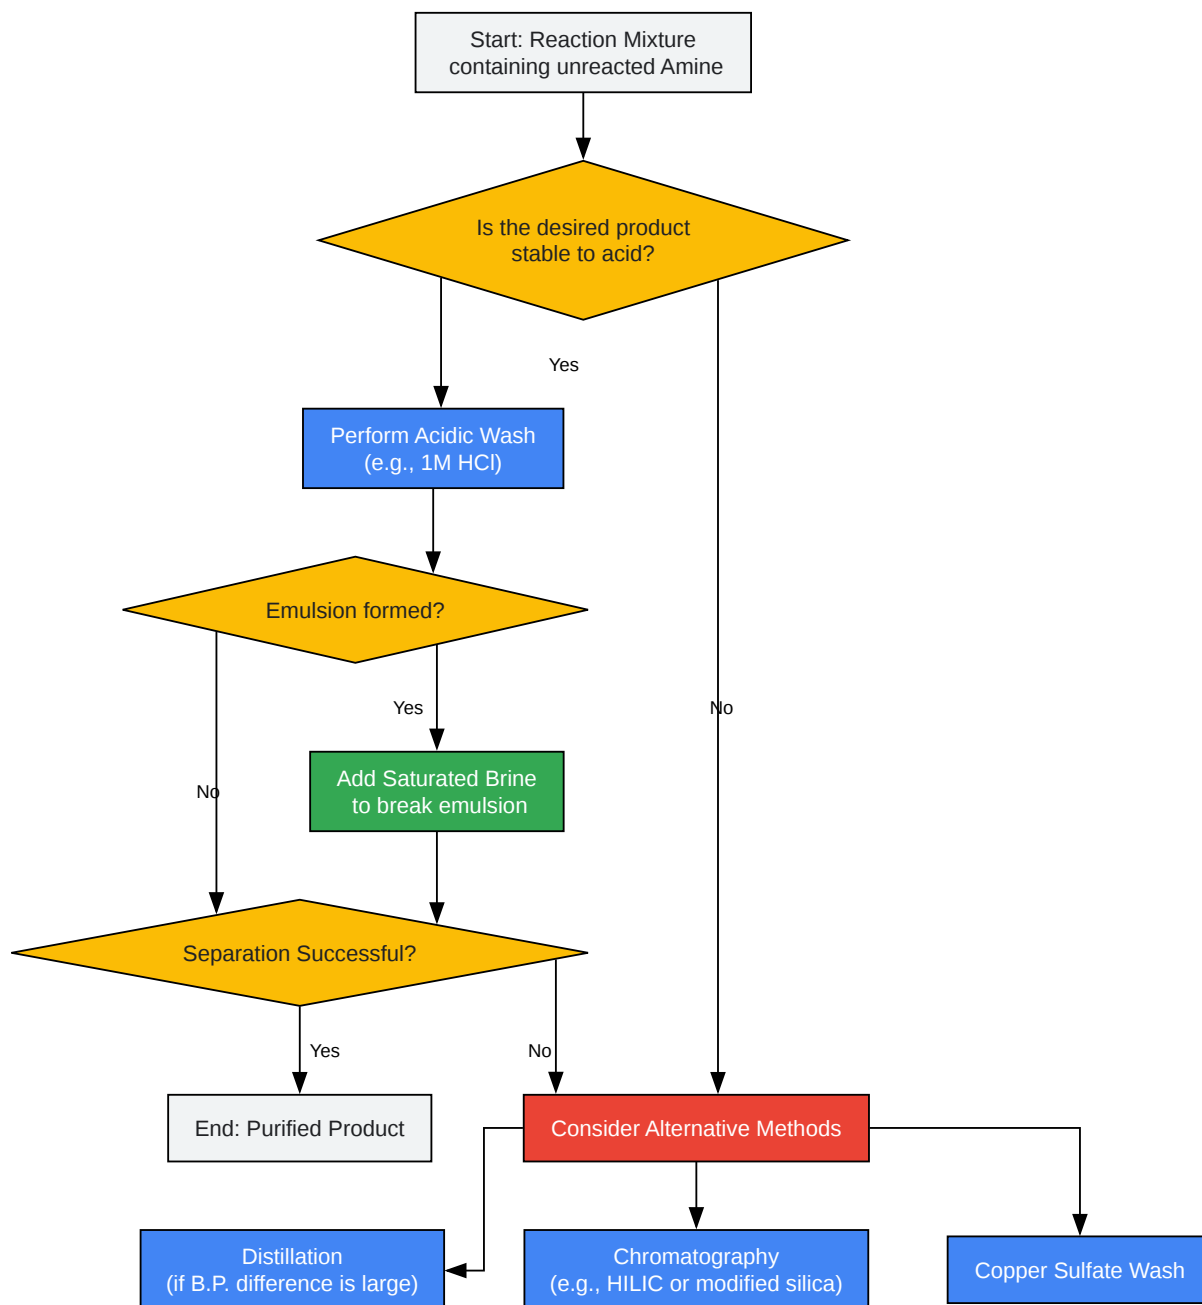 Start: Reaction Mixture
containing unreacted Amine
Is the desired product
stable to acid?
Yes
Perform Acidic Wash
(e.g., 1M HCl)
Emulsion formed?
Yes
No
Add Saturated Brine
to break emulsion
No
Separation Successful?
Yes
No
End: Purified Product
Consider Alternative Methods
Distillation
(if B.P. difference is large)
Chromatography
(e.g., HILIC or modified silica)
Copper Sulfate Wash